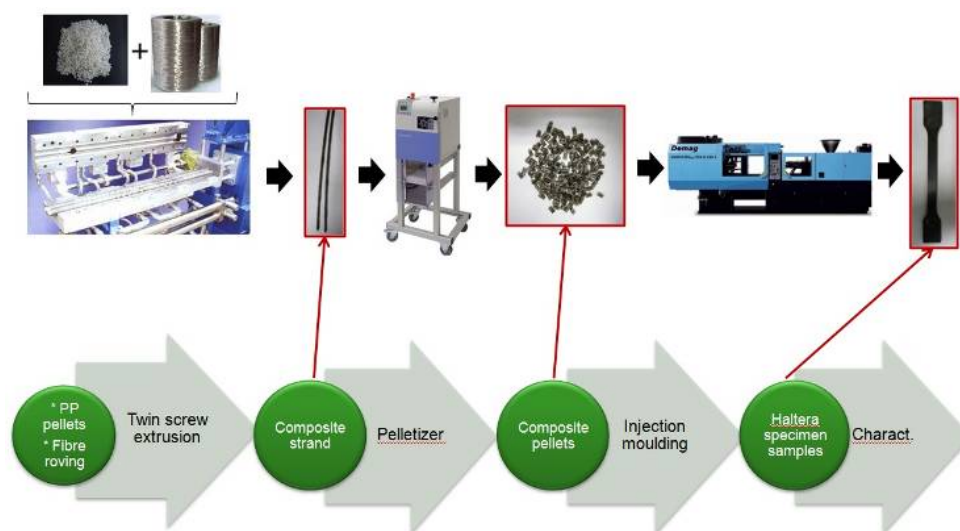 +
Demag
* PP
pellets
* Fibre
roving
Twin screw
extrusion
Composite
strand
Pelletizer
Composite
pellets
Injection
moulding
Haltera
specimen
samples
Charact.